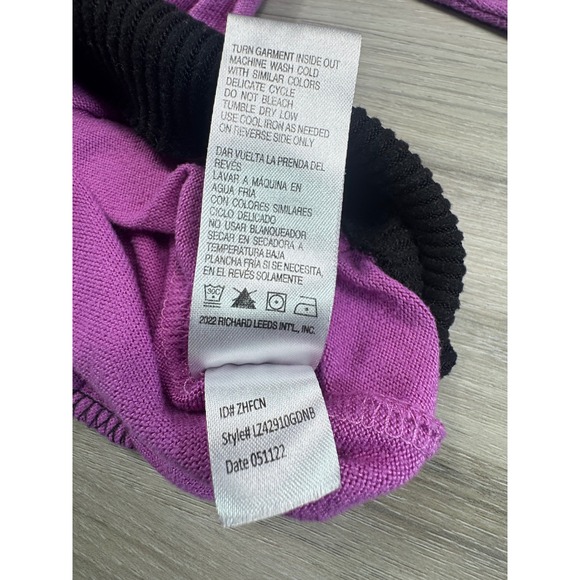 TURN GARMENT INSIDE OUT
MACHINE WASH COLD
WITH SIMILAR COLORS
DELICATE CYCLE
DO NOT BLEACH
TUMBLE DRY LOW
USE COOL IRON AS NEEDED
ON REVERSE SIDE ONLY
DAR VUELTA LA PRENDA DEL
REVÉS
LAVAR A MÁQUINA EN
AGUA FRÍA
CON COLORES SIMILARES
CICLO DELICADO
NO USAR BLANQUEADOR
SECAR EN SECADORA A
TEMPERATURA BAJA
PLANCHA FRÍA SI SE NECESITA,
EN EL REVÉS SOLAMENTE
30C
2022 RICHARD LEEDS INT'L., INC.
ID# ZHFCN
Style# LZ42910GDNB
Date 051122